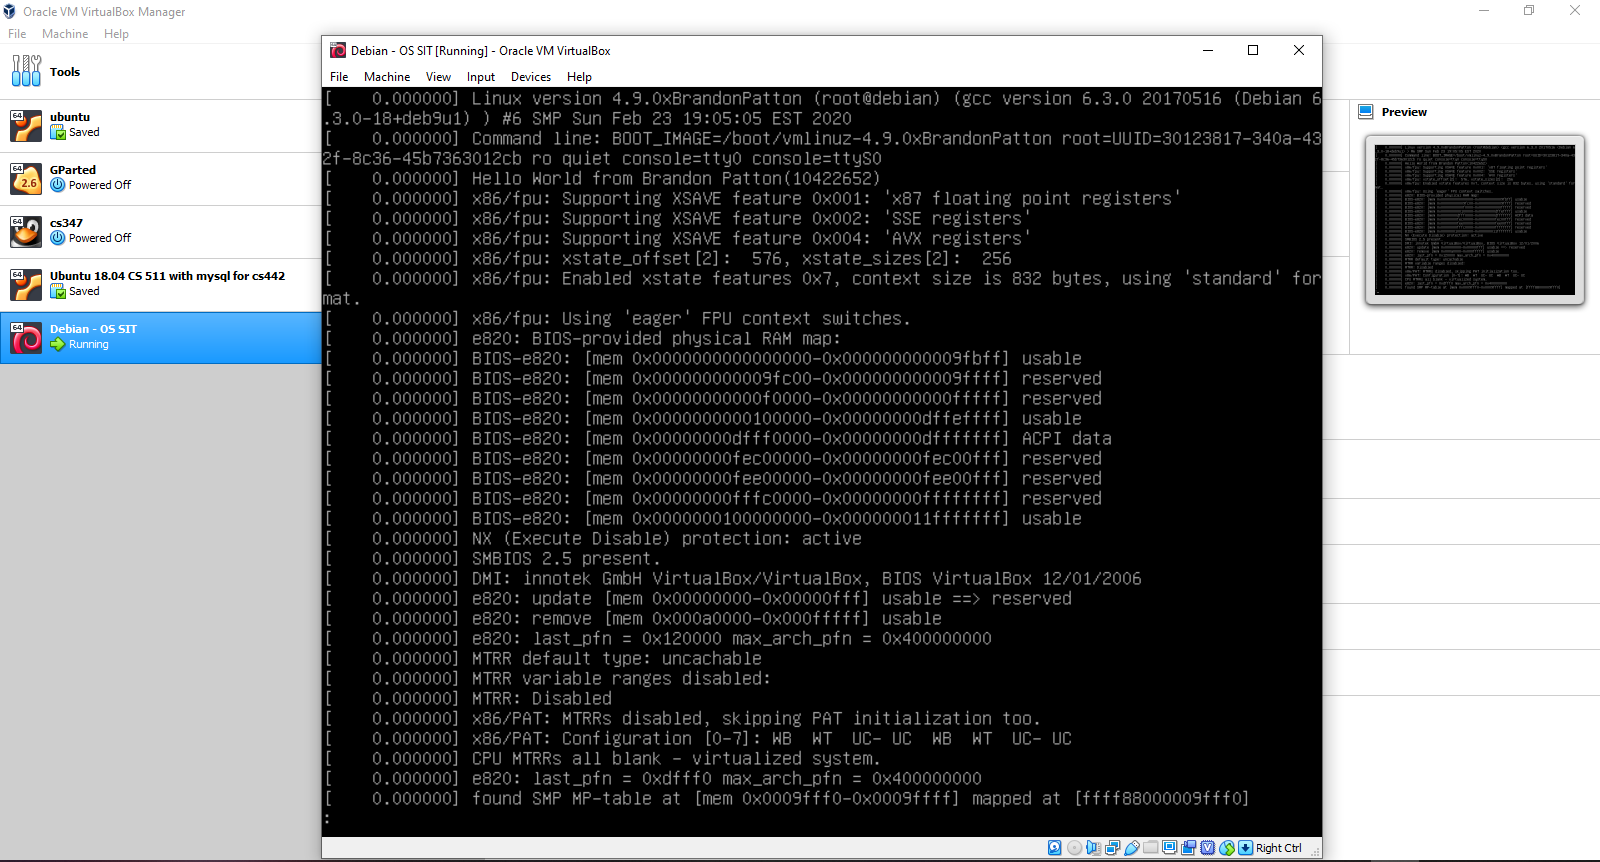 Oracle VM VirtualBox Manager
File Machine Help
Tools
64 ubuntu
Saved
64 GParted
2.6 Powered Off
64 cs347
Powered Off
64 Ubuntu 18.04 CS 511 with mysql for cs442
Saved
64 Debian - OS SIT
Running
Debian - OS SIT [Running] - Oracle VM VirtualBox
File Machine View Input Devices Help
[    0.000000] Linux version 4.9.0xBrandonPatton (root@debian) (gcc version 6.3.0 20170516 (Debian 6
.3.0-18+deb9u1) ) #6 SMP Sun Feb 23 19:05:05 EST 2020
[    0.000000] Command line: BOOT_IMAGE=/boot/vmlinuz-4.9.0xBrandonPatton root=UUID=30123817-340a-43
2f-8c36-45b7363012cb ro quiet console=tty0 console=ttyS0
[    0.000000] Hello World from Brandon Patton(10422652)
[    0.000000] x86/fpu: Supporting XSAVE feature 0x001: 'x87 floating point registers'
[    0.000000] x86/fpu: Supporting XSAVE feature 0x002: 'SSE registers'
[    0.000000] x86/fpu: Supporting XSAVE feature 0x004: 'AVX registers'
[    0.000000] x86/fpu: xstate_offset[2]:  576, xstate_sizes[2]:  256
[    0.000000] x86/fpu: Enabled xstate features 0x7, context size is 832 bytes, using 'standard' for
mat.
[    0.000000] x86/fpu: Using 'eager' FPU context switches.
[    0.000000] e820: BIOS-provided physical RAM map:
[    0.000000] BIOS-e820: [mem 0x0000000000000000-0x000000000009fbff] usable
[    0.000000] BIOS-e820: [mem 0x000000000009fc00-0x000000000009ffff] reserved
[    0.000000] BIOS-e820: [mem 0x00000000000f0000-0x00000000000fffff] reserved
[    0.000000] BIOS-e820: [mem 0x0000000000100000-0x00000000dffeffff] usable
[    0.000000] BIOS-e820: [mem 0x00000000dfff0000-0x00000000dfffffff] ACPI data
[    0.000000] BIOS-e820: [mem 0x00000000fec00000-0x00000000fec00fff] reserved
[    0.000000] BIOS-e820: [mem 0x00000000fee00000-0x00000000fee00fff] reserved
[    0.000000] BIOS-e820: [mem 0x00000000fffc0000-0x00000000ffffffff] reserved
[    0.000000] BIOS-e820: [mem 0x0000000100000000-0x000000011fffffff] usable
[    0.000000] NX (Execute Disable) protection: active
[    0.000000] SMBIOS 2.5 present.
[    0.000000] DMI: innotek GmbH VirtualBox/VirtualBox, BIOS VirtualBox 12/01/2006
[    0.000000] e820: update [mem 0x00000000-0x00000fff] usable ==> reserved
[    0.000000] e820: remove [mem 0x000a0000-0x000fffff] usable
[    0.000000] e820: last_pfn = 0x120000 max_arch_pfn = 0x400000000
[    0.000000] MTRR default type: uncachable
[    0.000000] MTRR variable ranges disabled:
[    0.000000] MTRR: Disabled
[    0.000000] x86/PAT: MTRRs disabled, skipping PAT initialization too.
[    0.000000] x86/PAT: Configuration [0-7]: WB  WT  UC- UC  WB  WT  UC- UC
[    0.000000] CPU MTRRs all blank - virtualized system.
[    0.000000] e820: last_pfn = 0xdfff0 max_arch_pfn = 0x400000000
[    0.000000] found SMP MP-table at [mem 0x0009fff0-0x0009ffff] mapped at [ffff88000009fff0]
:
Right Ctrl
Preview